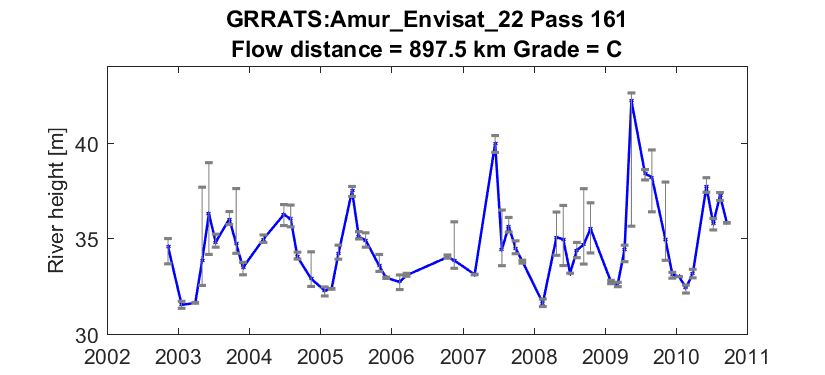 GRRATS:Amur_Envisat_22 Pass 161
Flow distance = 897.5 km Grade = C
River height [m]
40
35
30
2002 2003 2004 2005 2006 2007 2008 2009 2010 2011